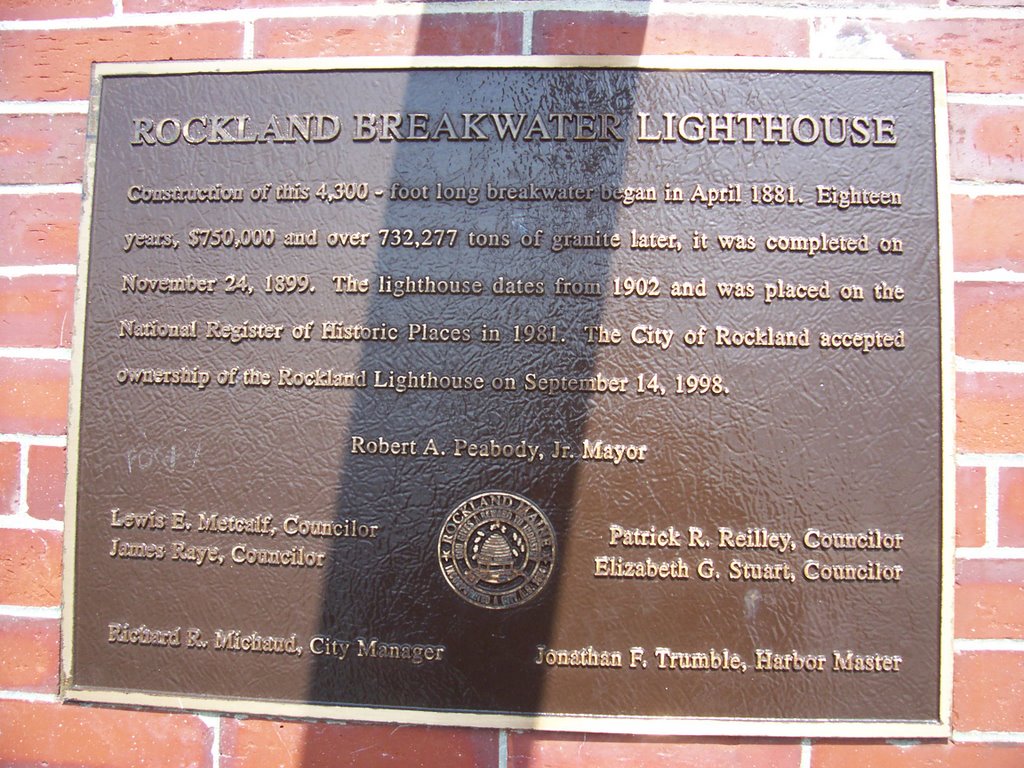 ROCKLAND BREAKWATER LIGHTHOUSE
Construction of this 4,300 - foot long breakwater began in April 1881. Eighteen
years, $750,000 and over 732,277 tons of granite later, it was completed on
November 24, 1899. The lighthouse dates from 1902 and was placed on the
National Register of Historic Places in 1981. The City of Rockland accepted
ownership of the Rockland Lighthouse on September 14, 1998.
Robert A. Peabody, Jr. Mayor
Lewis E. Metcalf, Councilor
James Raye, Councilor
ROCKLAND MAINE
Patrick R. Reilley, Councilor
Elizabeth G. Stuart, Councilor
Richard R. Michaud, City Manager
Jonathan F. Trumble, Harbor Master